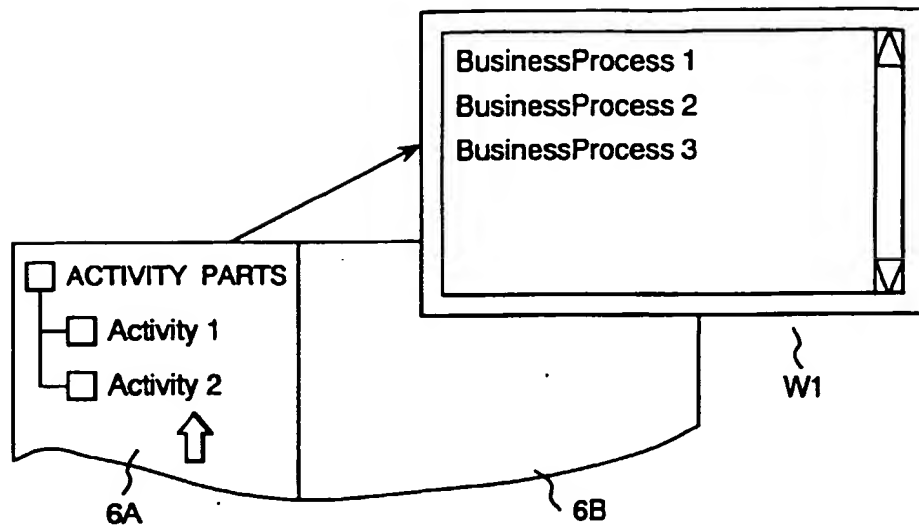 BusinessProcess 1
BusinessProcess 2
BusinessProcess 3
ACTIVITY PARTS
Activity 1
Activity 2
W1
6A
6B